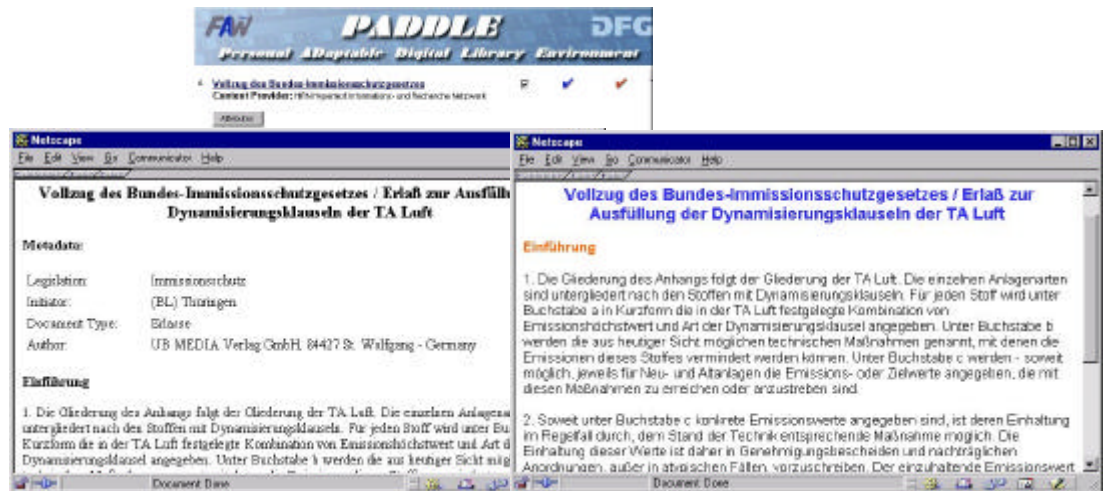 FAW PADDLE DFG
Personal ADaptable Digital Library Environment
Vollzug des Bundes-Immissionsschutzgesetzes
Content Provider:
Attributes
Netscape
File Edit View Go Communicator Help
Vollzug des Bundes-Immissionsschutzgesetzes / Erlaß zur Ausfüllu
Dynamisierungsklauseln der TA Luft
Metadata:
Legislation: Immissionsschutz
Initiator: (BL) Thüringen
Document Type: Erlasse
Author: UB MEDIA Verlag GmbH, 84427 St. Wolfgang - Germany
Einführung
1. Die Gliederung des Anhangs folgt der Gliederung der TA Luft. Die einzelnen Anlagena
untergliedert nach den Stoffen mit Dynamisierungsklauseln. Für jeden Stoff wird unter Bu
Kurzform die in der TA Luft festgelegte Kombination von Emissionshöchstwert und Art d
Dynamisierungsklausel angegeben. Unter Buchstabe b werden die aus heutiger Sicht mög
Document Done
Netscape
File Edit View Go Communicator Help
Vollzug des Bundes-Immissionsschutzgesetzes / Erlaß zur
Ausfüllung der Dynamisierungsklauseln der TA Luft
Einführung
1. Die Gliederung des Anhangs folgt der Gliederung der TA Luft. Die einzelnen Anlagenarten
sind untergliedert nach den Stoffen mit Dynamisierungsklauseln. Für jeden Stoff wird unter
Buchstabe a in Kurzform die in der TA Luft festgelegte Kombination von
Emissionshöchstwert und Art der Dynamisierungsklausel angegeben. Unter Buchstabe b
werden die aus heutiger Sicht möglichen technischen Maßnahmen genannt, mit denen die
Emissionen dieses Stoffes vermindert werden können. Unter Buchstabe c werden - soweit
möglich, jeweils für Neu- und Altanlagen die Emissions- oder Zielwerte angegeben, die mit
diesen Maßnahmen zu erreichen oder anzustreben sind.
2. Soweit unter Buchstabe c konkrete Emissionswerte angegeben sind, ist deren Einhaltung
im Regelfall durch, dem Stand der Technik entsprechende Maßnahme möglich. Die
Einhaltung dieser Werte ist daher in Genehmigungsbescheiden und nachträglichen
Anordnungen, außer in atypischen Fällen, vorzuschreiben. Der einzuhaltende Emissionswert
Document Done